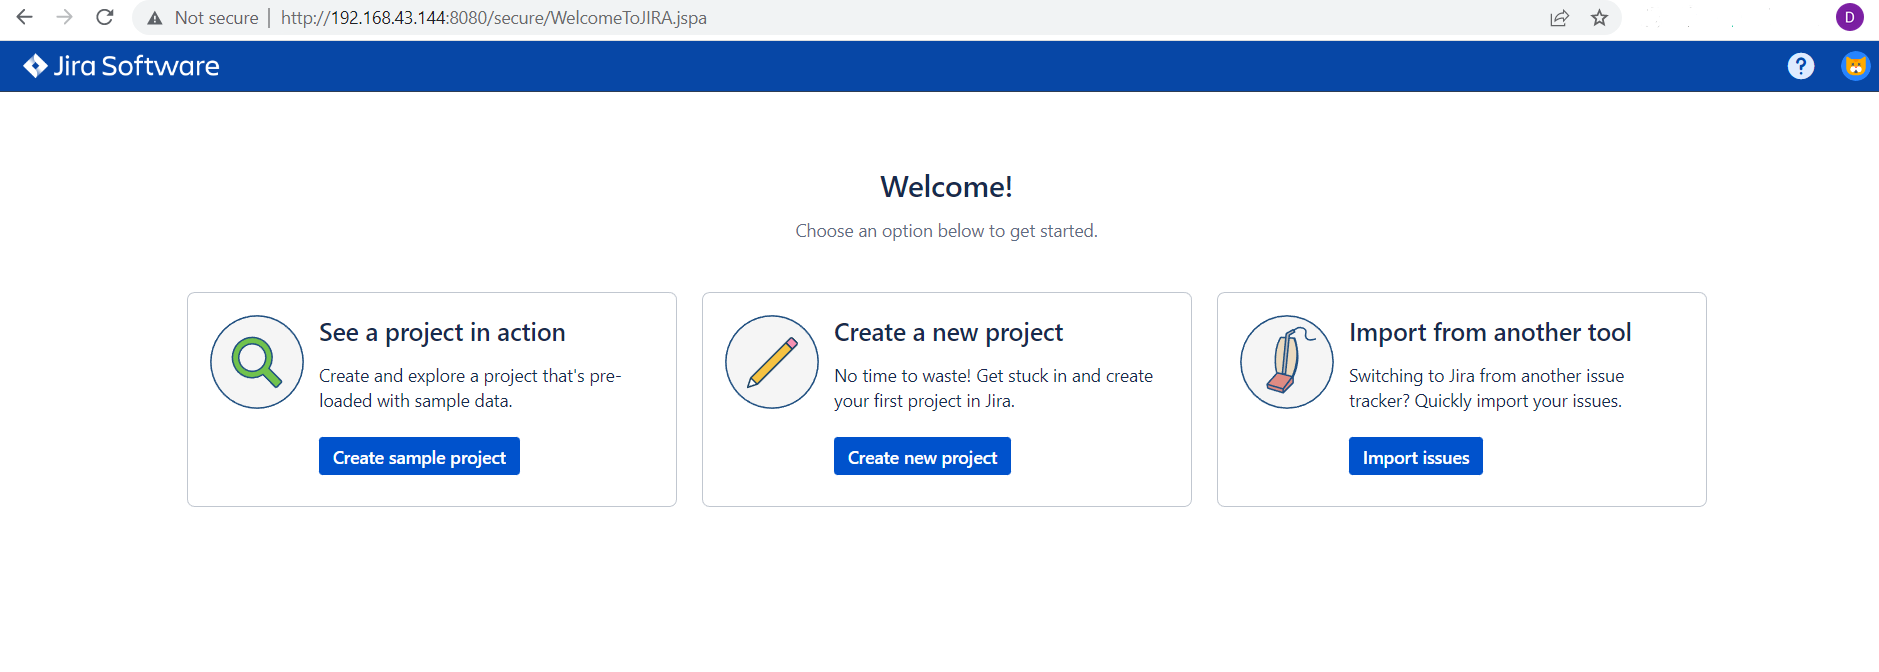 Not secure | http://192.168.43.144:8080/secure/WelcomeToJIRA.jspa
D
Jira Software
?
Welcome!
Choose an option below to get started.
See a project in action
Create and explore a project that's pre-
loaded with sample data.
Create sample project
Create a new project
No time to waste! Get stuck in and create
your first project in Jira.
Create new project
Import from another tool
Switching to Jira from another issue
tracker? Quickly import your issues.
Import issues